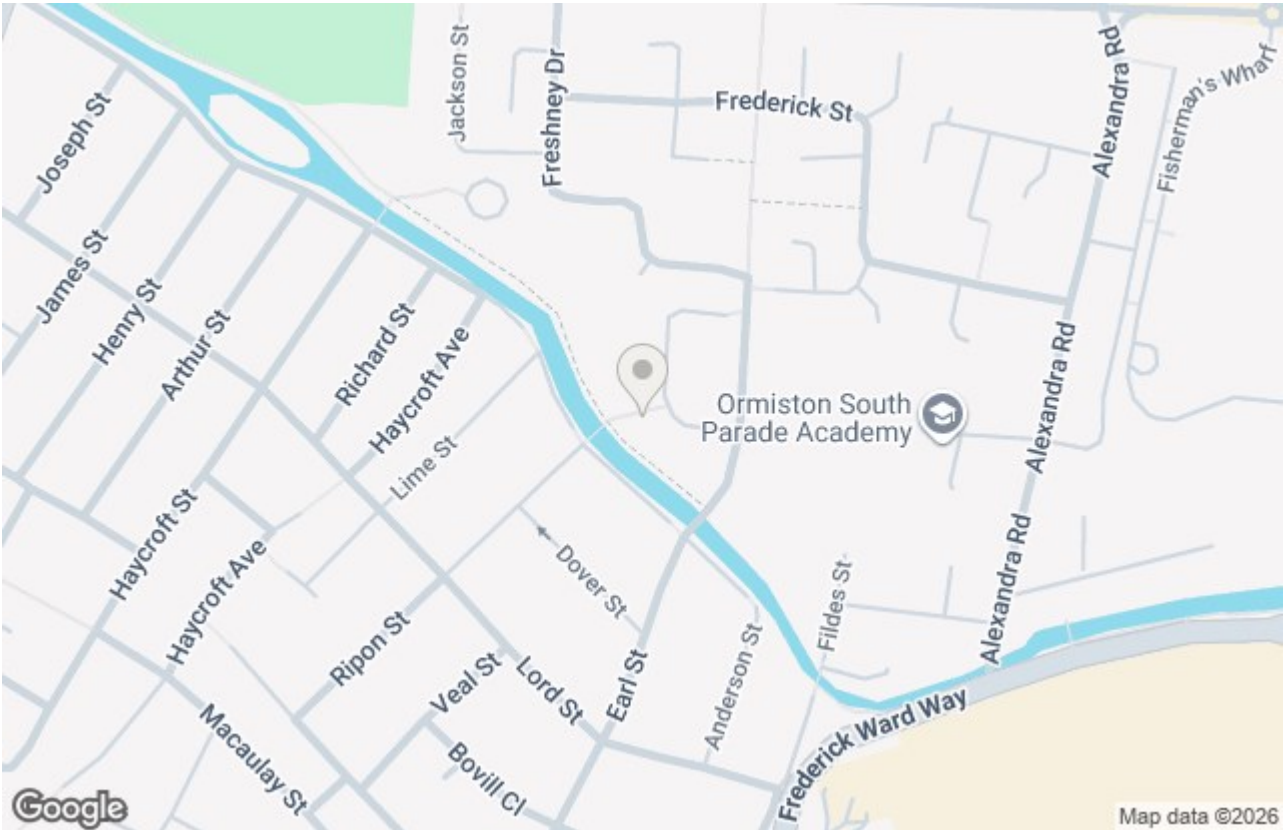 Jackson St
Freshney Dr
Frederick St
Alexandra Rd
Fisherman's Wharf
Joseph St
James St
Henry St
Arthur St
Richard St
Haycroft Ave
Lime St
Ormiston South
Parade Academy
Alexandra Rd
Haycroft St
Haycroft Ave
Dover St
Alexandra Rd
Fildes St
Ripon St
Veal St
Lord St
Earl St
Anderson St
Frederick Ward Way
Macaulay St
Bovill Cl
Google
Map data ©2026